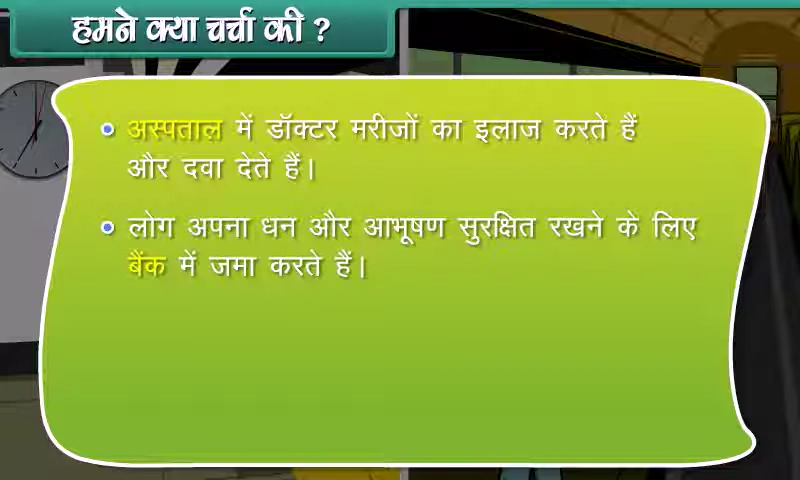 हमने क्या चर्चा की ?
अस्पताल में डॉक्टर मरीजों का इलाज करते हैं
और दवा देते हैं।
लोग अपना धन और आभूषण सुरक्षित रखने के लिए
बैंक में जमा करते हैं।